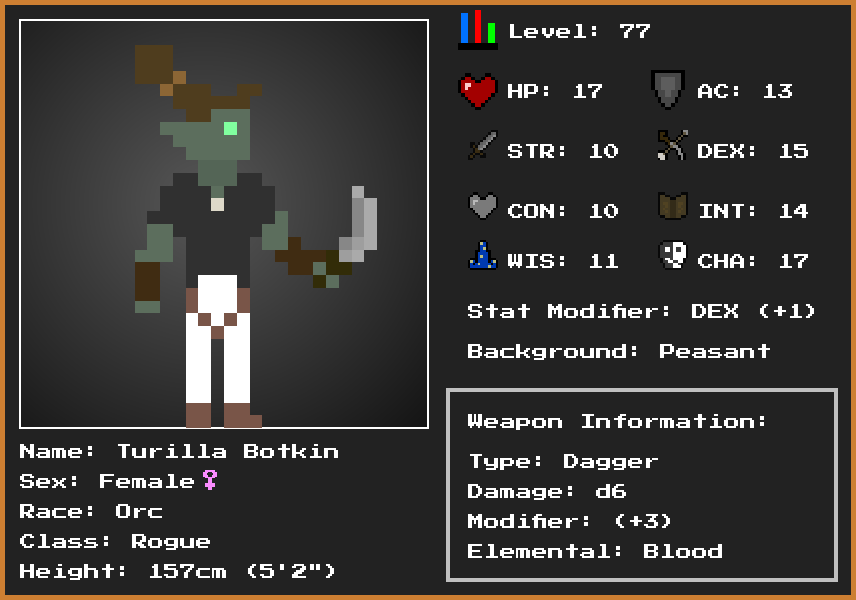 Level: 77
HP: 17
AC: 13
STR: 10
DEX: 15
CON: 10
INT: 14
WIS: 11
CHA: 17
Stat Modifier: DEX (+1)
Background: Peasant
Weapon Information:
Type: Dagger
Damage: d6
Modifier: (+3)
Elemental: Blood
Name: Turilla Botkin
Sex: Female♀
Race: Orc
Class: Rogue
Height: 157cm (5'2")